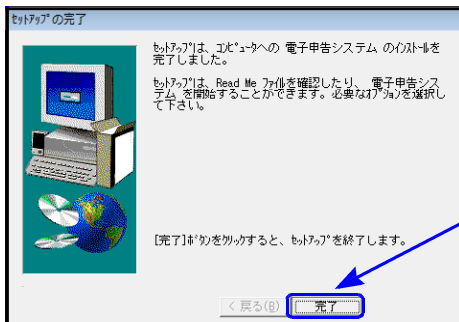 ｾｯﾄｱｯﾌﾟの完了
ｾｯﾄｱｯﾌﾟは、ｺﾝﾋﾟｭｰﾀへの 電子申告システム のｲﾝｽﾄｰﾙを
完了しました。
ｾｯﾄｱｯﾌﾟは、Read Me ﾌｧｲﾙを確認したり、 電子申告シス
テム を開始することができます。必要なｵﾌﾟｼｮﾝを選択し
て下さい。
[完了]ﾎﾞﾀﾝをｸﾘｯｸすると、ｾｯﾄｱｯﾌﾟを終了します。
< 戻る(B)
完了